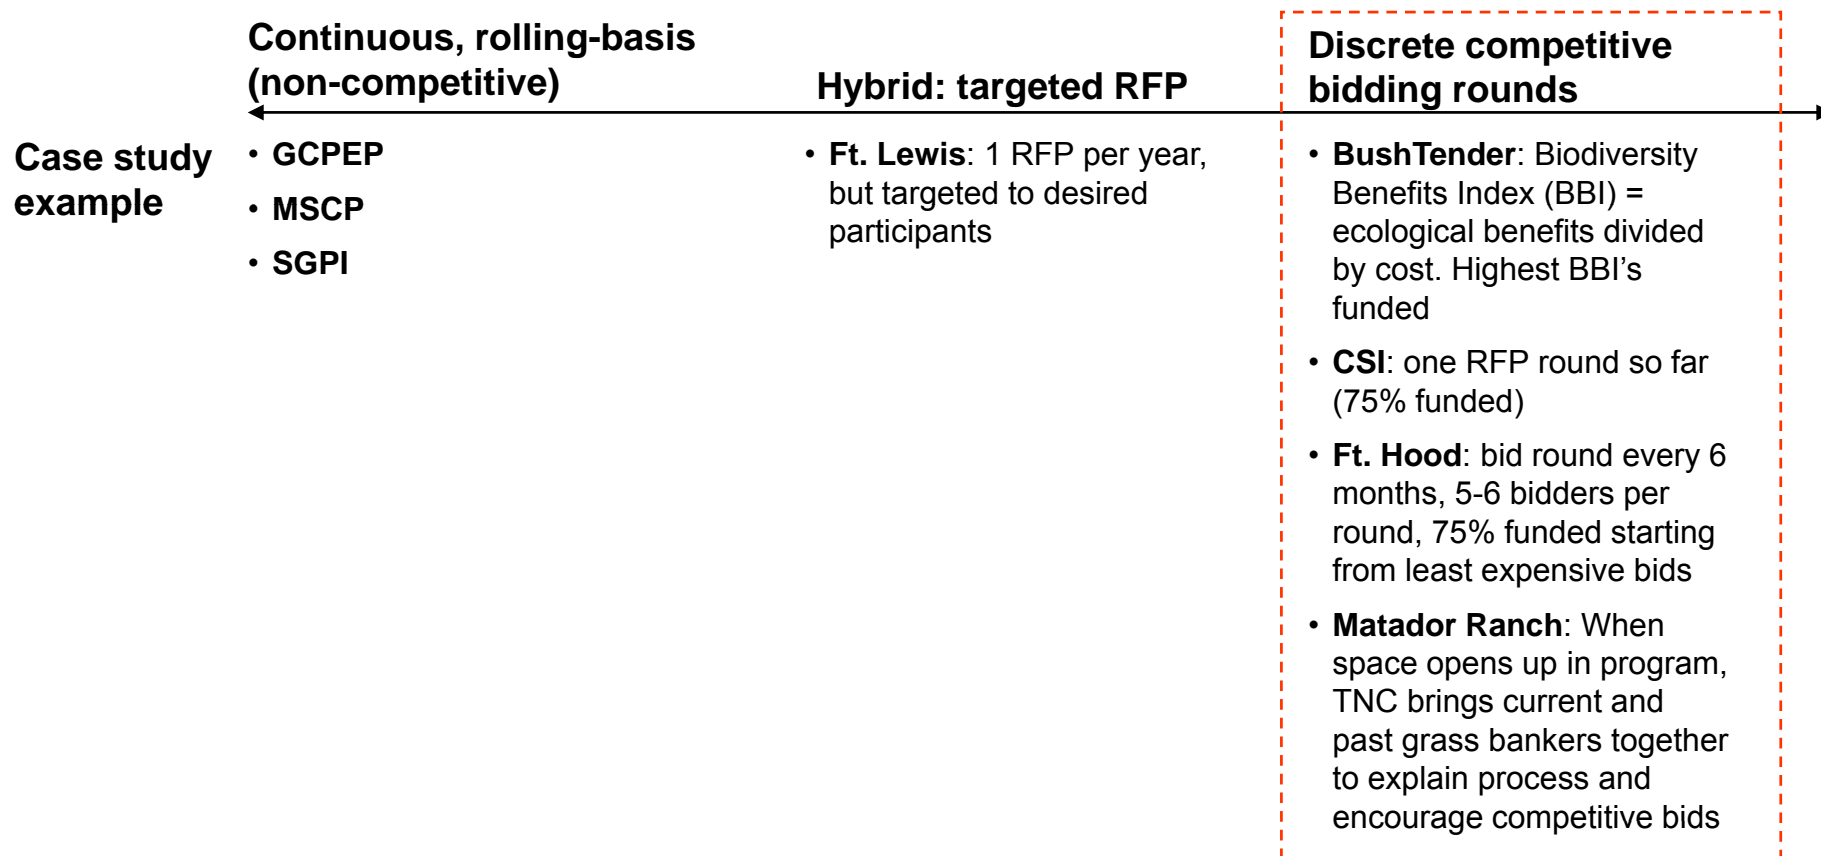 Continuous, rolling-basis
(non-competitive)
Hybrid: targeted RFP
Discrete competitive
bidding rounds
Case study
example
• GCPEP
• MSCP
• SGPI
• Ft. Lewis: 1 RFP per year,
but targeted to desired
participants
• BushTender: Biodiversity
Benefits Index (BBI) =
ecological benefits divided
by cost. Highest BBI’s
funded
• CSI: one RFP round so far
(75% funded)
• Ft. Hood: bid round every 6
months, 5-6 bidders per
round, 75% funded starting
from least expensive bids
• Matador Ranch: When
space opens up in program,
TNC brings current and
past grass bankers together
to explain process and
encourage competitive bids